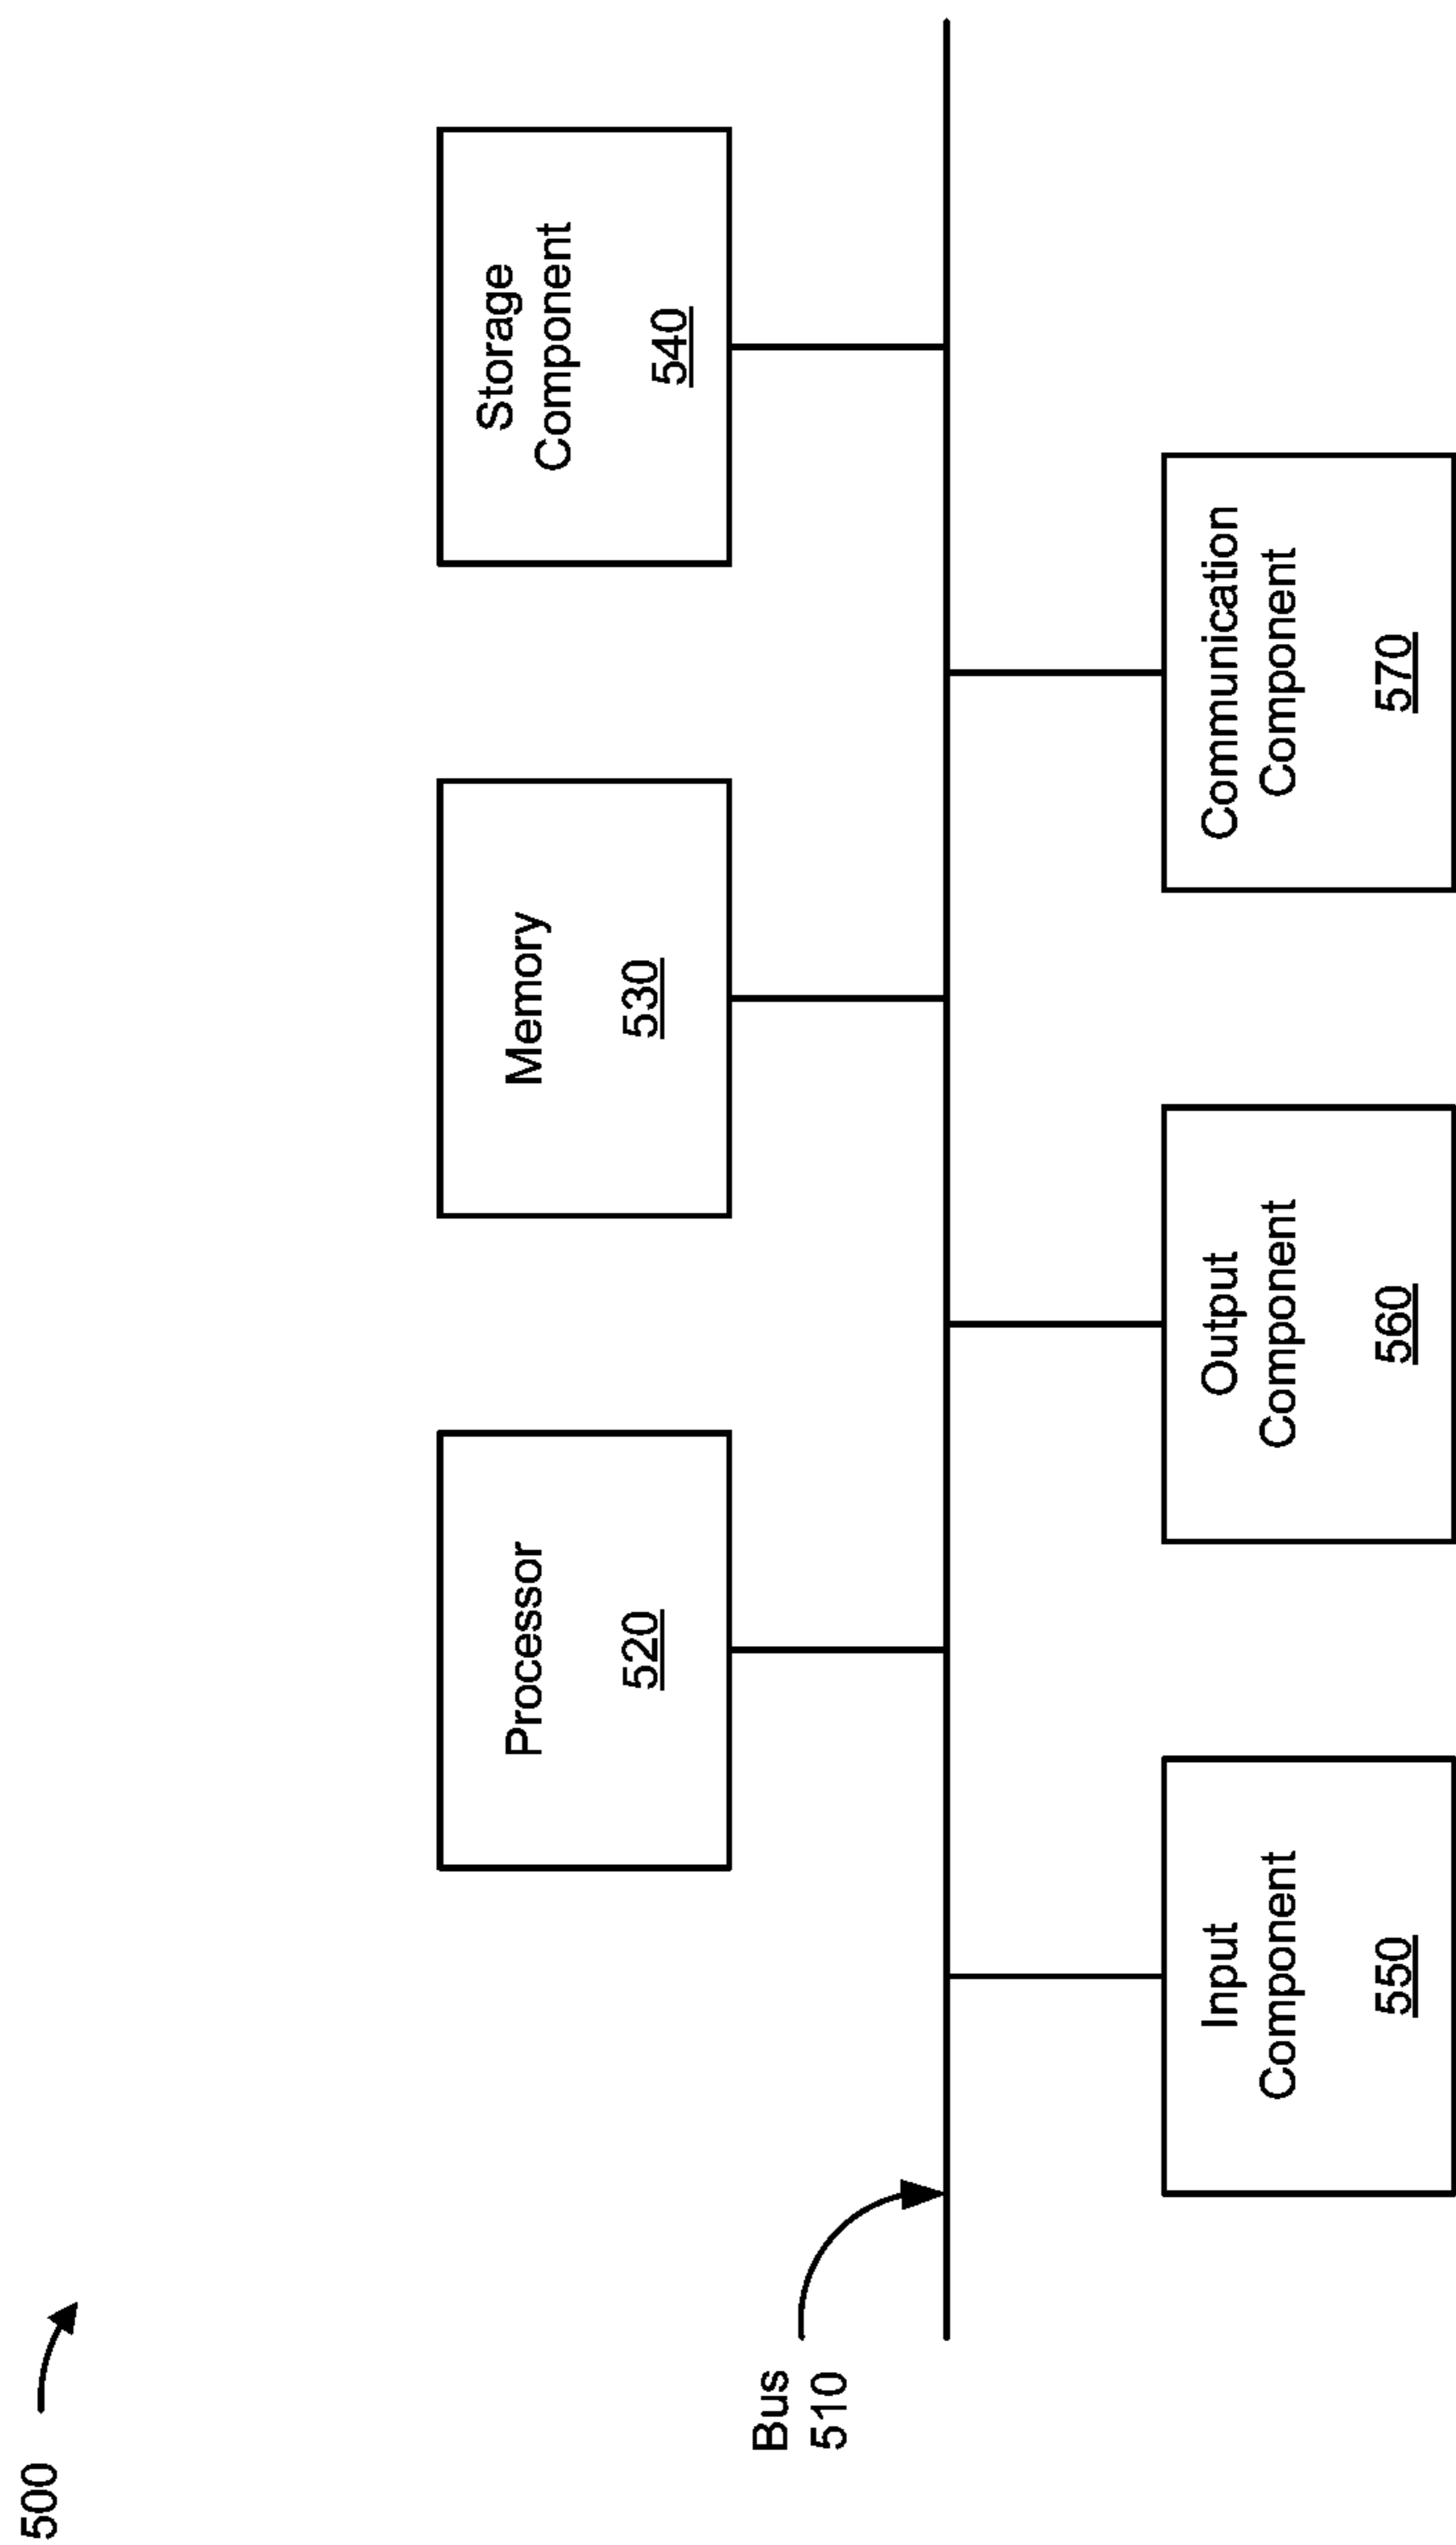 500
Bus
510
Processor
520
Memory
530
Storage
Component
540
Input
Component
550
Output
Component
560
Communication
Component
570